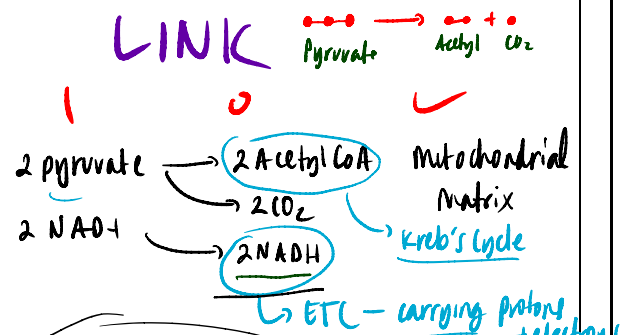 LINK
Pyruvate → Acetyl + CO2
I O ✓
2 pyruvate → 2 Acetyl CoA
Mitochondrial
Matrix
→ 2 CO2
2 NAD+ → 2 NADH
→ Kreb's Cycle
→ ETC – carrying protons